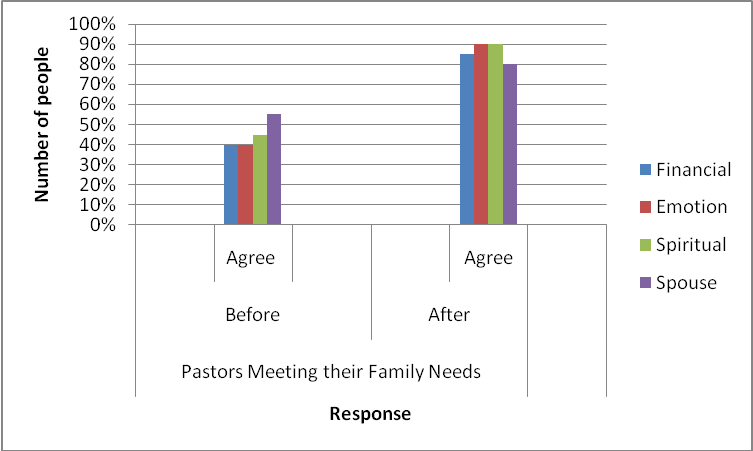 Number of people
100%
90%
80%
70%
60%
50%
40%
30%
20%
10%
0%
Agree
Agree
Before
After
Pastors Meeting their Family Needs
Response
Financial
Emotion
Spiritual
Spouse